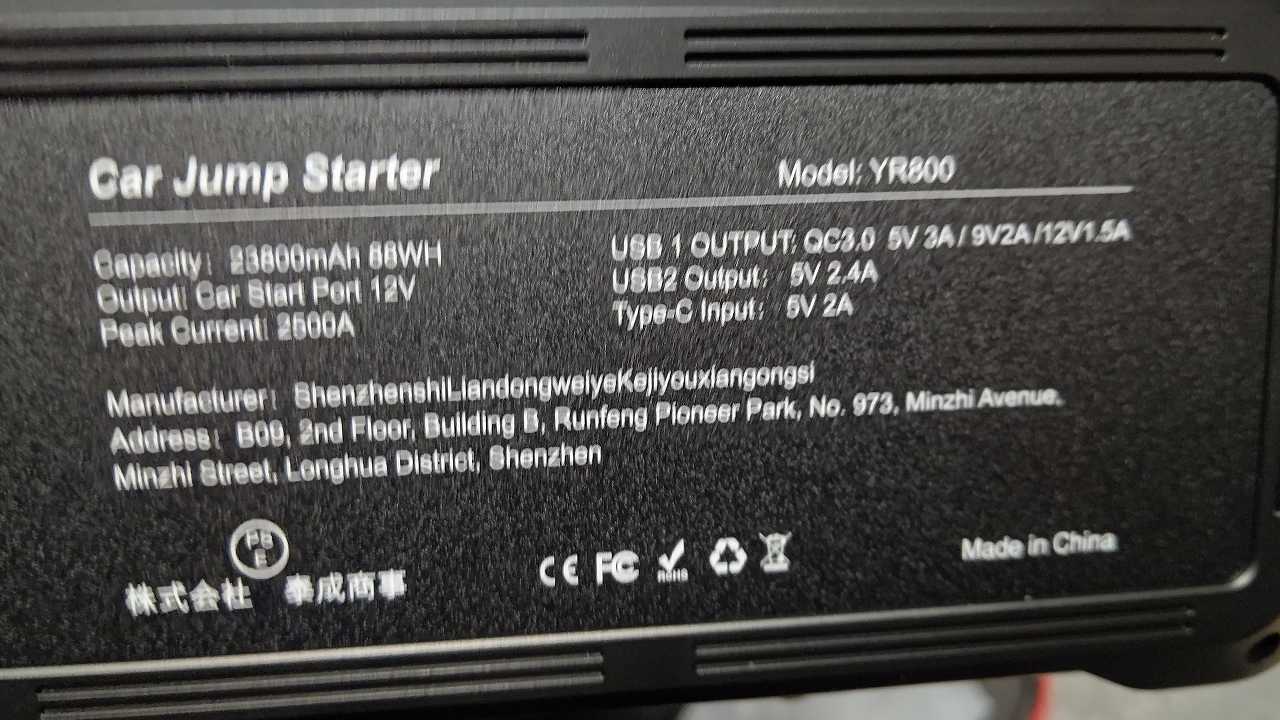 Car Jump Starter
Model: YR800
Capacity: 23800mAh 88WH
Output: Car Start Port 12V
Peak Current: 2500A
USB 1 OUTPUT: QC3.0 5V 3A / 9V2A /12V1.5A
USB2 Output: 5V 2.4A
Type-C Input: 5V 2A
Manufacturer: ShenzhenshiLiandongweiyeKejiyouxiangongsi
Address: B09, 2nd Floor, Building B, Runfeng Pioneer Park, No. 973, Minzhi Avenue,
Minzhi Street, Longhua District, Shenzhen
PS
E
株式会社 泰成商事
CE FC RoHS
Made in China